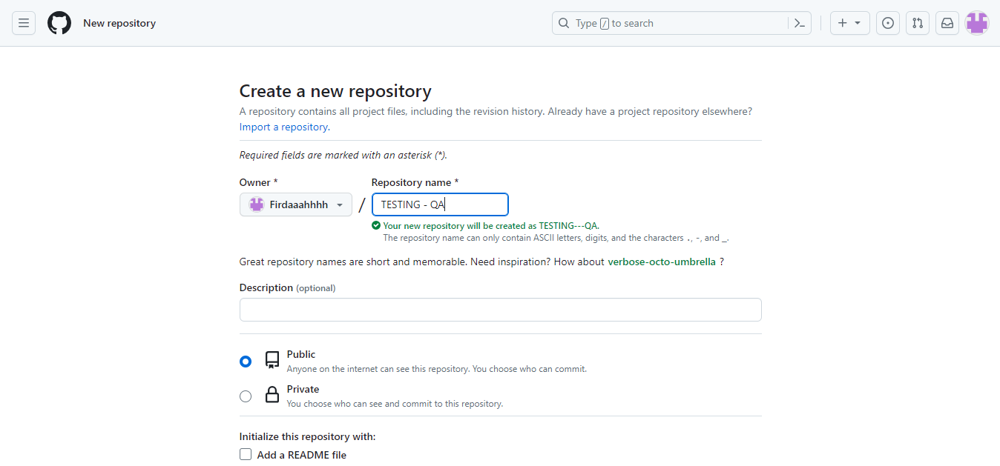 New repository
Type / to search
Create a new repository
A repository contains all project files, including the revision history. Already have a project repository elsewhere?
Import a repository.
Required fields are marked with an asterisk (*).
Owner *
Repository name *
Firdaaahhhh
/
TESTING - QA
Your new repository will be created as TESTING---QA.
The repository name can only contain ASCII letters, digits, and the characters ., -, and _.
Great repository names are short and memorable. Need inspiration? How about verbose-octo-umbrella ?
Description (optional)
Public
Anyone on the internet can see this repository. You choose who can commit.
Private
You choose who can see and commit to this repository.
Initialize this repository with:
Add a README file